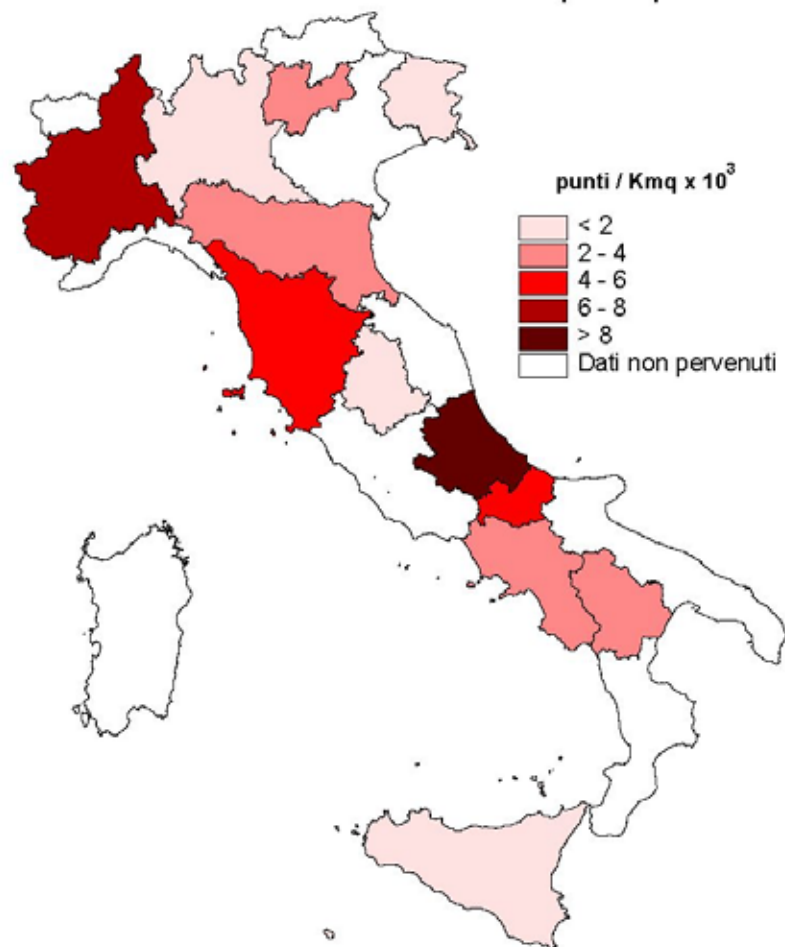 punti / Kmq x 10³
< 2
2 - 4
4 - 6
6 - 8
> 8
Dati non pervenuti